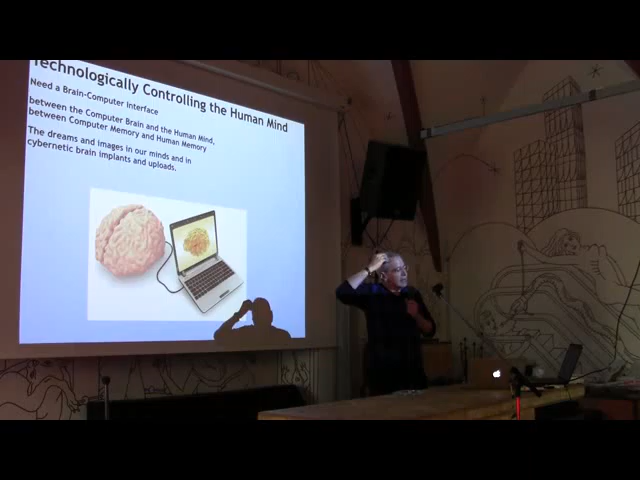 Technologically Controlling the Human Mind
Need a Brain-Computer Interface
between the Computer Brain and the Human Mind,
between Computer Memory and Human Memory
The dreams and images in our minds and in
cybernetic brain implants and uploads.